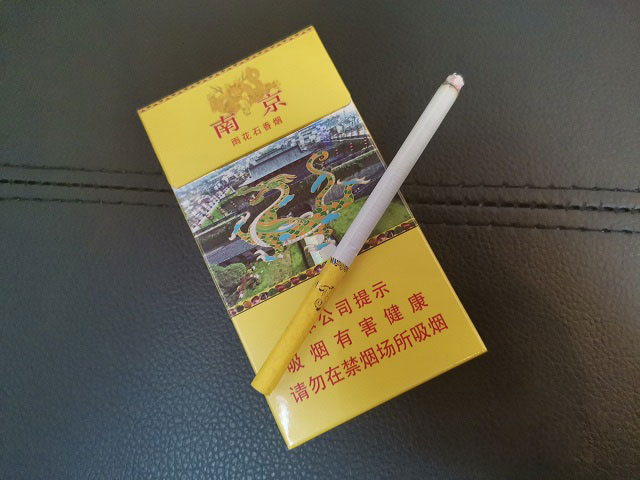 南京
雨花石香烟
公司提示
吸烟有害健康
请勿在禁烟场所吸烟